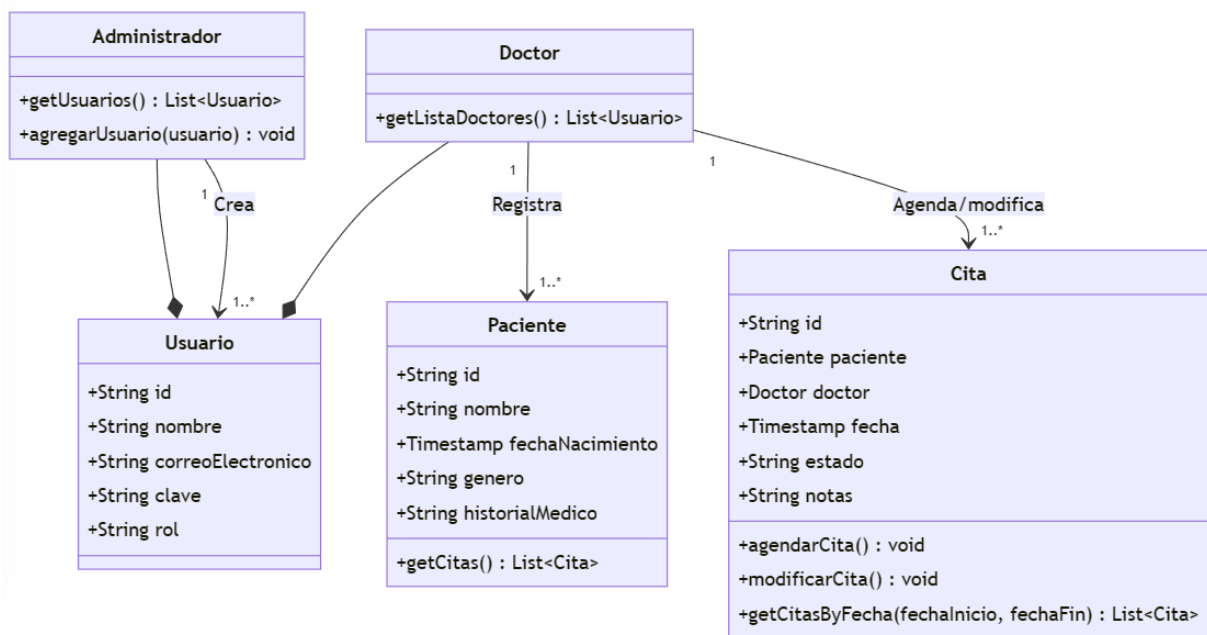 Administrador
+getUsuarios() : List<Usuario>
+agregarUsuario(usuario) : void
Doctor
+getListaDoctores() : List<Usuario>
1
Crea
1..*
1
Registra
1..*
1
Agenda/modifica
1..*
Usuario
+String id
+String nombre
+String correoElectronico
+String clave
+String rol
Paciente
+String id
+String nombre
+Timestamp fechaNacimiento
+String genero
+String historialMedico
+getCitas() : List<Cita>
Cita
+String id
+Paciente paciente
+Doctor doctor
+Timestamp fecha
+String estado
+String notas
+agendarCita() : void
+modificarCita() : void
+getCitasByFecha(fechaInicio, fechaFin) : List<Cita>